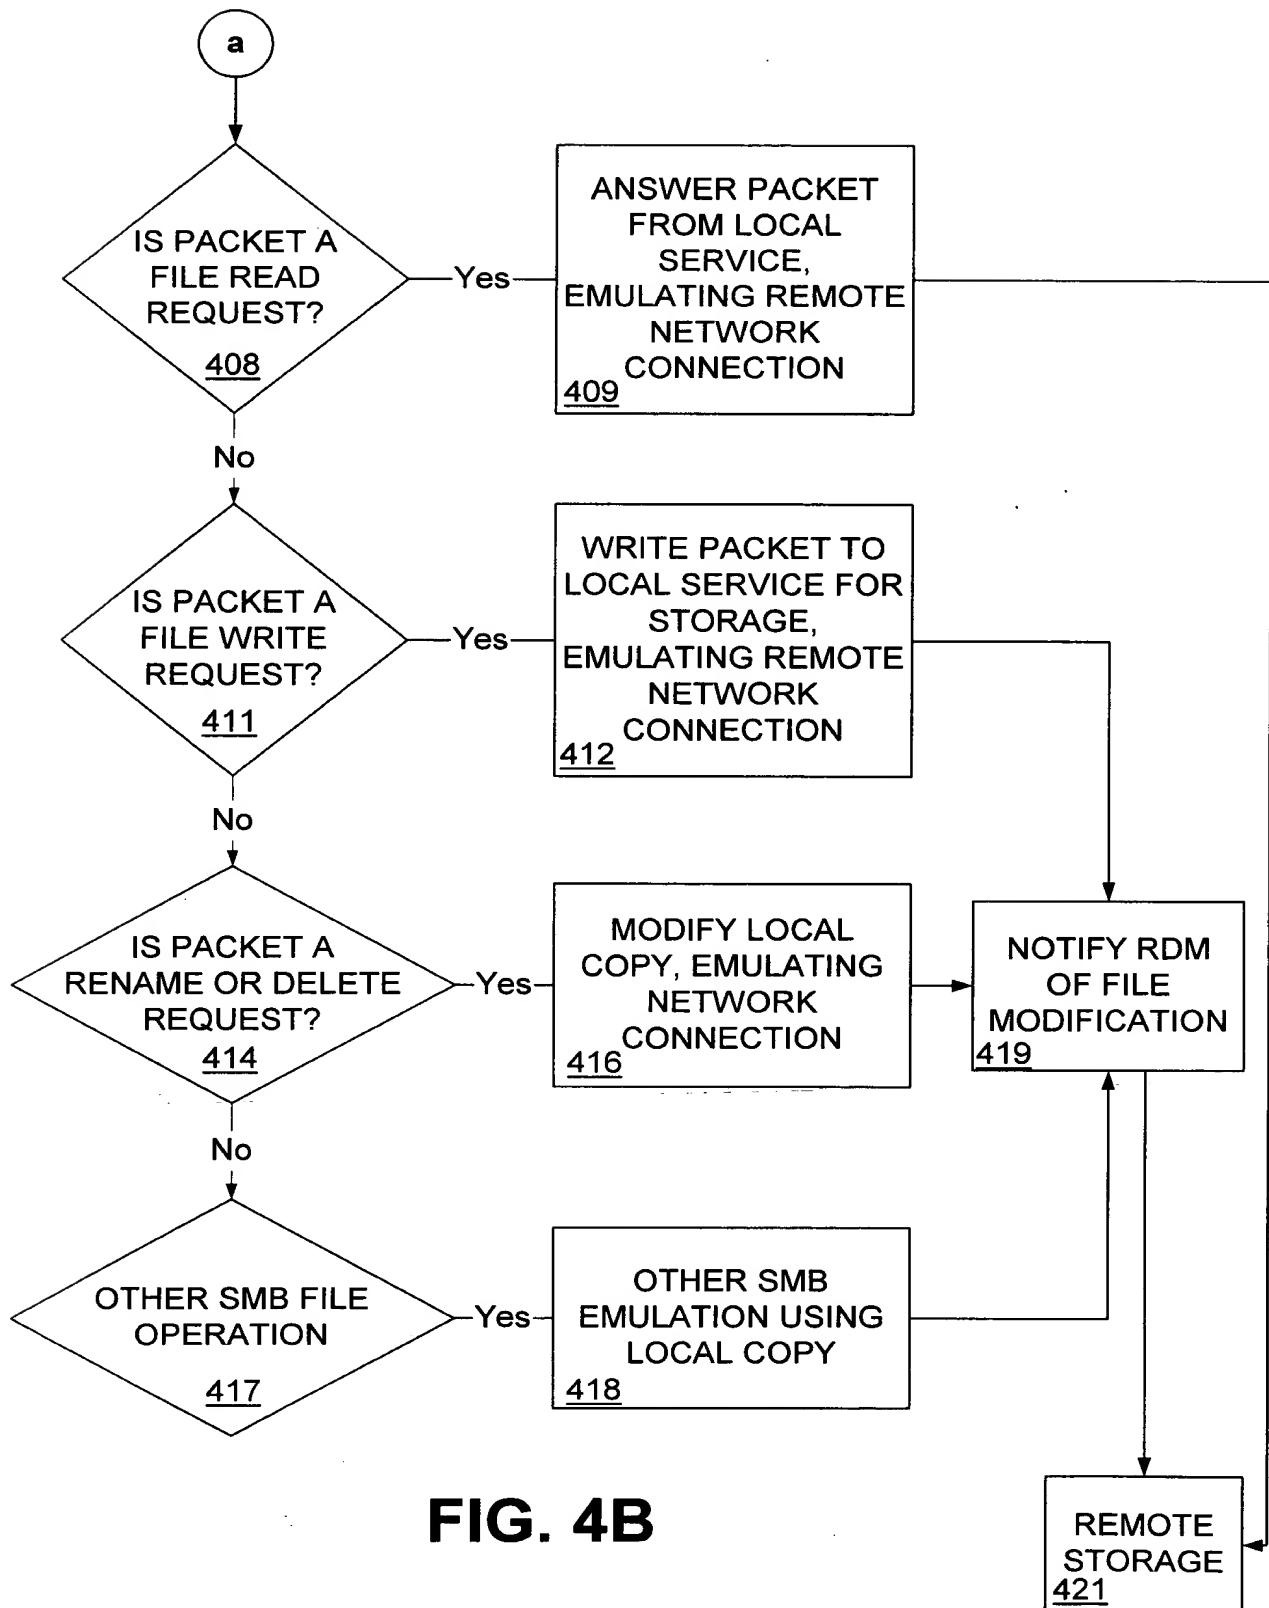 a
IS PACKET A
FILE READ
REQUEST?
408
Yes
ANSWER PACKET
FROM LOCAL
SERVICE,
EMULATING REMOTE
NETWORK
CONNECTION
409
No
IS PACKET A
FILE WRITE
REQUEST?
411
Yes
WRITE PACKET TO
LOCAL SERVICE FOR
STORAGE,
EMULATING REMOTE
NETWORK
CONNECTION
412
No
IS PACKET A
RENAME OR DELETE
REQUEST?
414
Yes
MODIFY LOCAL
COPY, EMULATING
NETWORK
CONNECTION
416
NOTIFY RDM
OF FILE
MODIFICATION
419
No
OTHER SMB FILE
OPERATION
417
Yes
OTHER SMB
EMULATION USING
LOCAL COPY
418
REMOTE
STORAGE
421
FIG. 4B